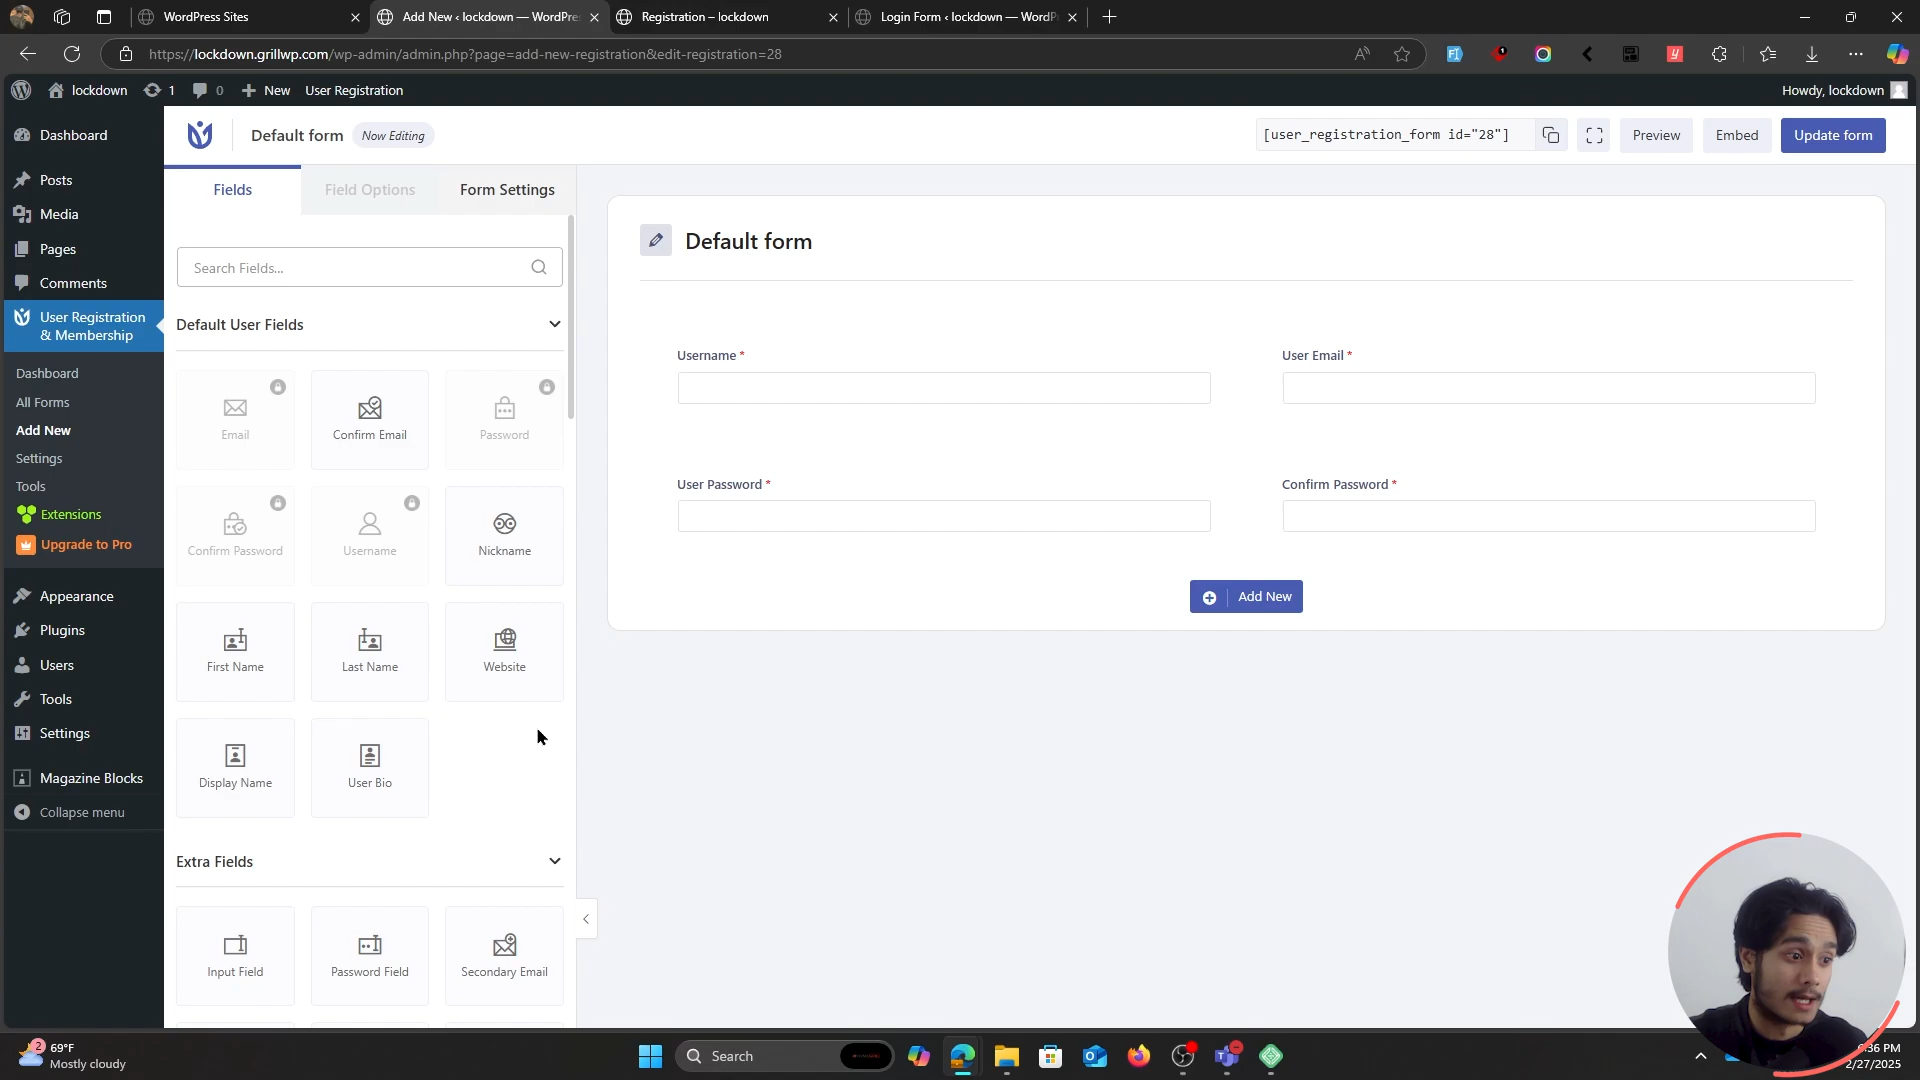 WordPress Sites
Add New ‹ lockdown — WordPre
Registration – lockdown
Login Form ‹ lockdown — WordP
https://lockdown.grillwp.com/wp-admin/admin.php?page=add-new-registration&edit-registration=28
lockdown
1
0
New
User Registration
Howdy, lockdown
Dashboard
Posts
Media
Pages
Comments
User Registration
& Membership
Dashboard
All Forms
Add New
Settings
Tools
Extensions
Upgrade to Pro
Appearance
Plugins
Users
Tools
Settings
Magazine Blocks
Collapse menu
Default form
Now Editing
[user_registration_form id="28"]
Preview
Embed
Update form
Fields
Field Options
Form Settings
Search Fields...
Default User Fields
Email
Confirm Email
Password
Confirm Password
Username
Nickname
First Name
Last Name
Website
Display Name
User Bio
Extra Fields
Input Field
Password Field
Secondary Email
Default form
Username *
User Email *
User Password *
Confirm Password *
Add New
2
69°F
Mostly cloudy
Search
:36 PM
2/27/2025